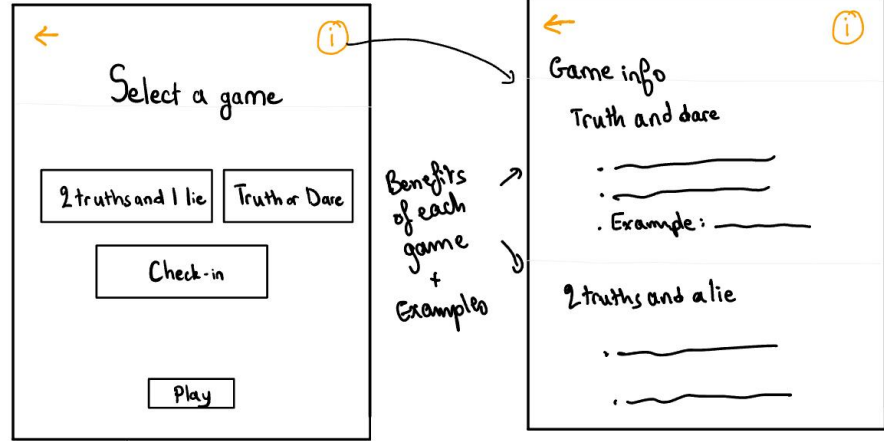 i
Select a game
2 truths and 1 lie
Truth or Dare
Check-in
Play
Benefits
of each
game
+
Examples
i
Game info
Truth and dare
. Example:
2 truths and a lie